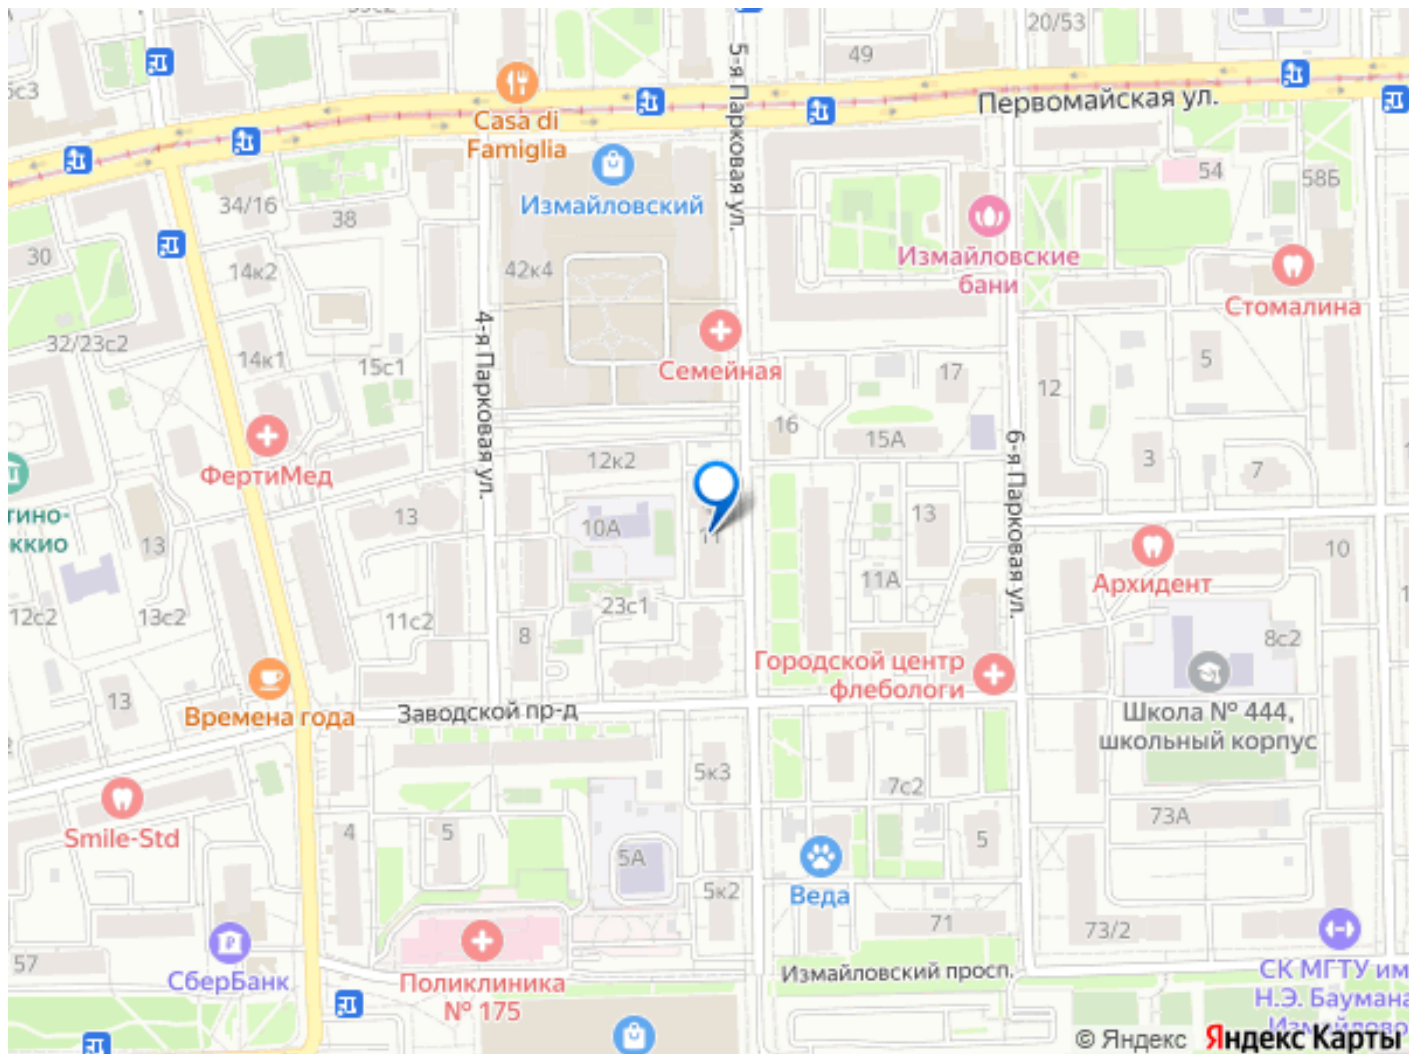 20/53
49
5-я Парковая ул.
Первомайская ул.
Casa di
Famiglia
Измайловский
34/16
38
54
58Б
30
14к2
42к4
Измайловские
бани
Стомалина
32/23с2
14к1
15с1
4-я Парковая ул.
Семейная
17
12
5
16
15А
6-я Парковая ул.
ФертиМед
12к2
3
7
13
10А
11
13
13
10
Архидент
11А
12с2
13с2
11с2
23с1
8
8с2
Городской центр
флебологи
13
Времена года
Заводской пр-д
Школа № 444,
школьный корпус
5к3
7с2
Smile-Std
4
5
5А
5
73А
5к2
Веда
71
73/2
57
СберБанк
Поликлиника
№ 175
Измайловский просп.
СК МГТУ им
Н.Э. Баумана
© Яндекс
Яндекс Карты